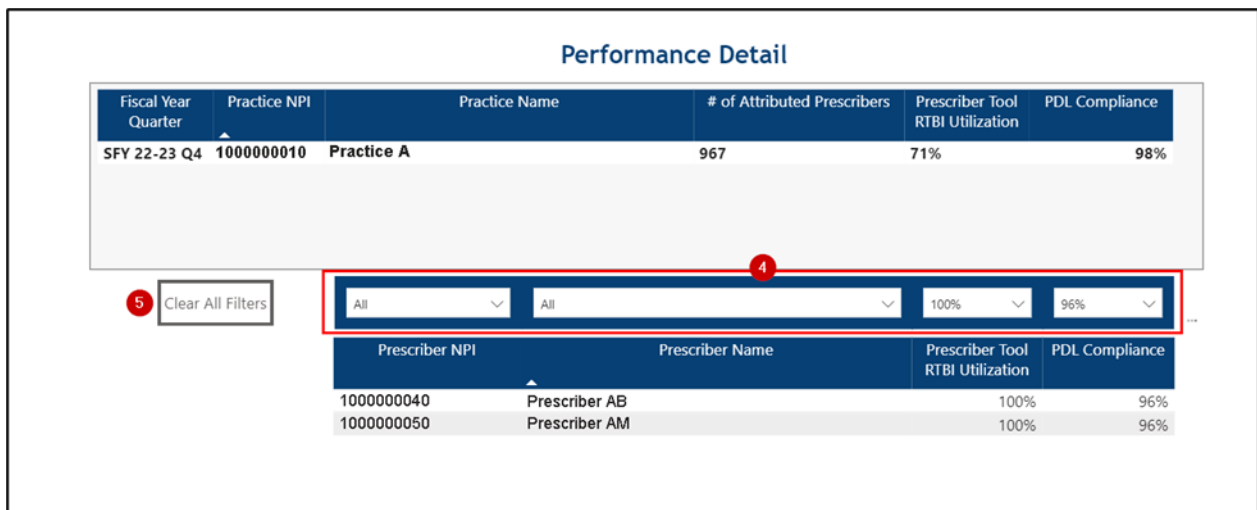 Performance Detail
Fiscal Year Quarter Practice NPI Practice Name # of Attributed Prescribers Prescriber Tool RTBI Utilization PDL Compliance
SFY 22-23 Q4 1000000010 Practice A 967 71% 98%
4
5 Clear All Filters All All 100% 96%
...
Prescriber NPI Prescriber Name Prescriber Tool RTBI Utilization PDL Compliance
1000000040 Prescriber AB 100% 96%
1000000050 Prescriber AM 100% 96%